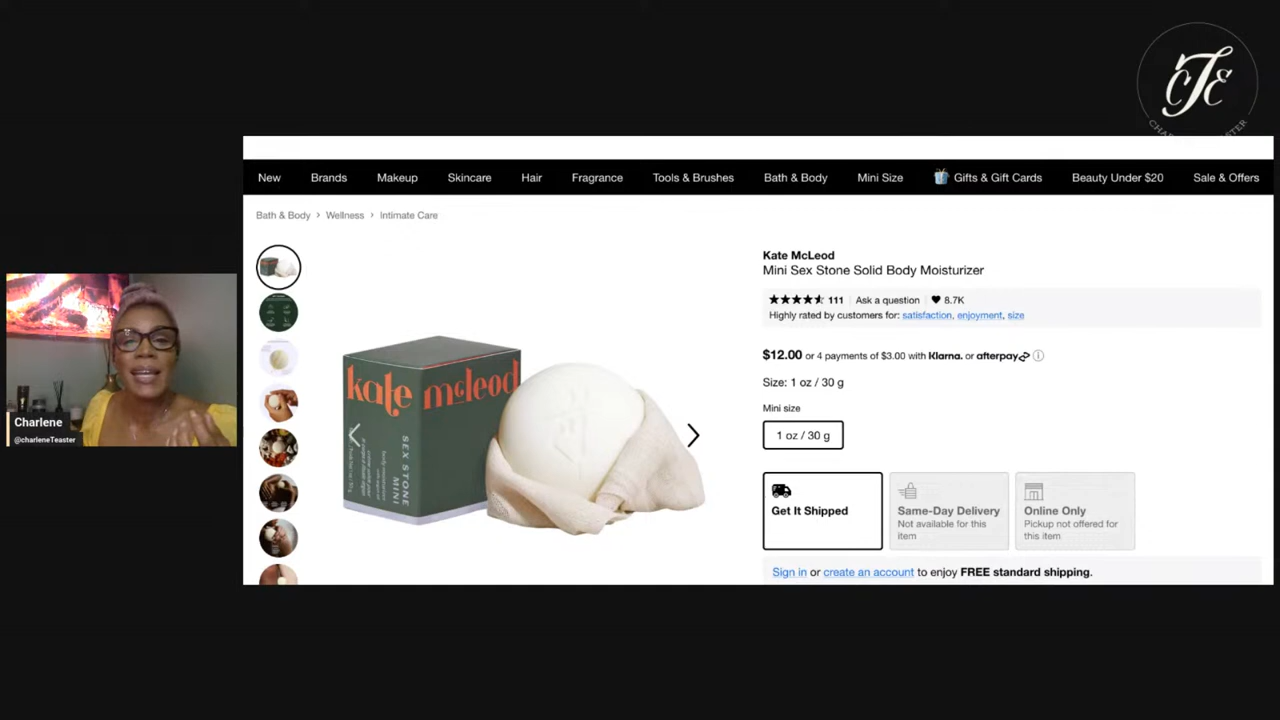 CTE
New Brands Makeup Skincare Hair Fragrance Tools & Brushes Bath & Body Mini Size Gifts & Gift Cards Beauty Under $20 Sale & Offers
Bath & Body > Wellness > Intimate Care
Kate McLeod
Mini Sex Stone Solid Body Moisturizer
111 Ask a question 8.7K
Highly rated by customers for: satisfaction, enjoyment, size
$12.00 or 4 payments of $3.00 with Klarna. or afterpay
Size: 1 oz / 30 g
Mini size
1 oz / 30 g
Get It Shipped
Same-Day Delivery
Not available for this
item
Online Only
Pickup not offered for
this item
Sign in or create an account to enjoy FREE standard shipping.
kate mcleod
SEX STONE
MINI
Charlene
@charleneTeaster